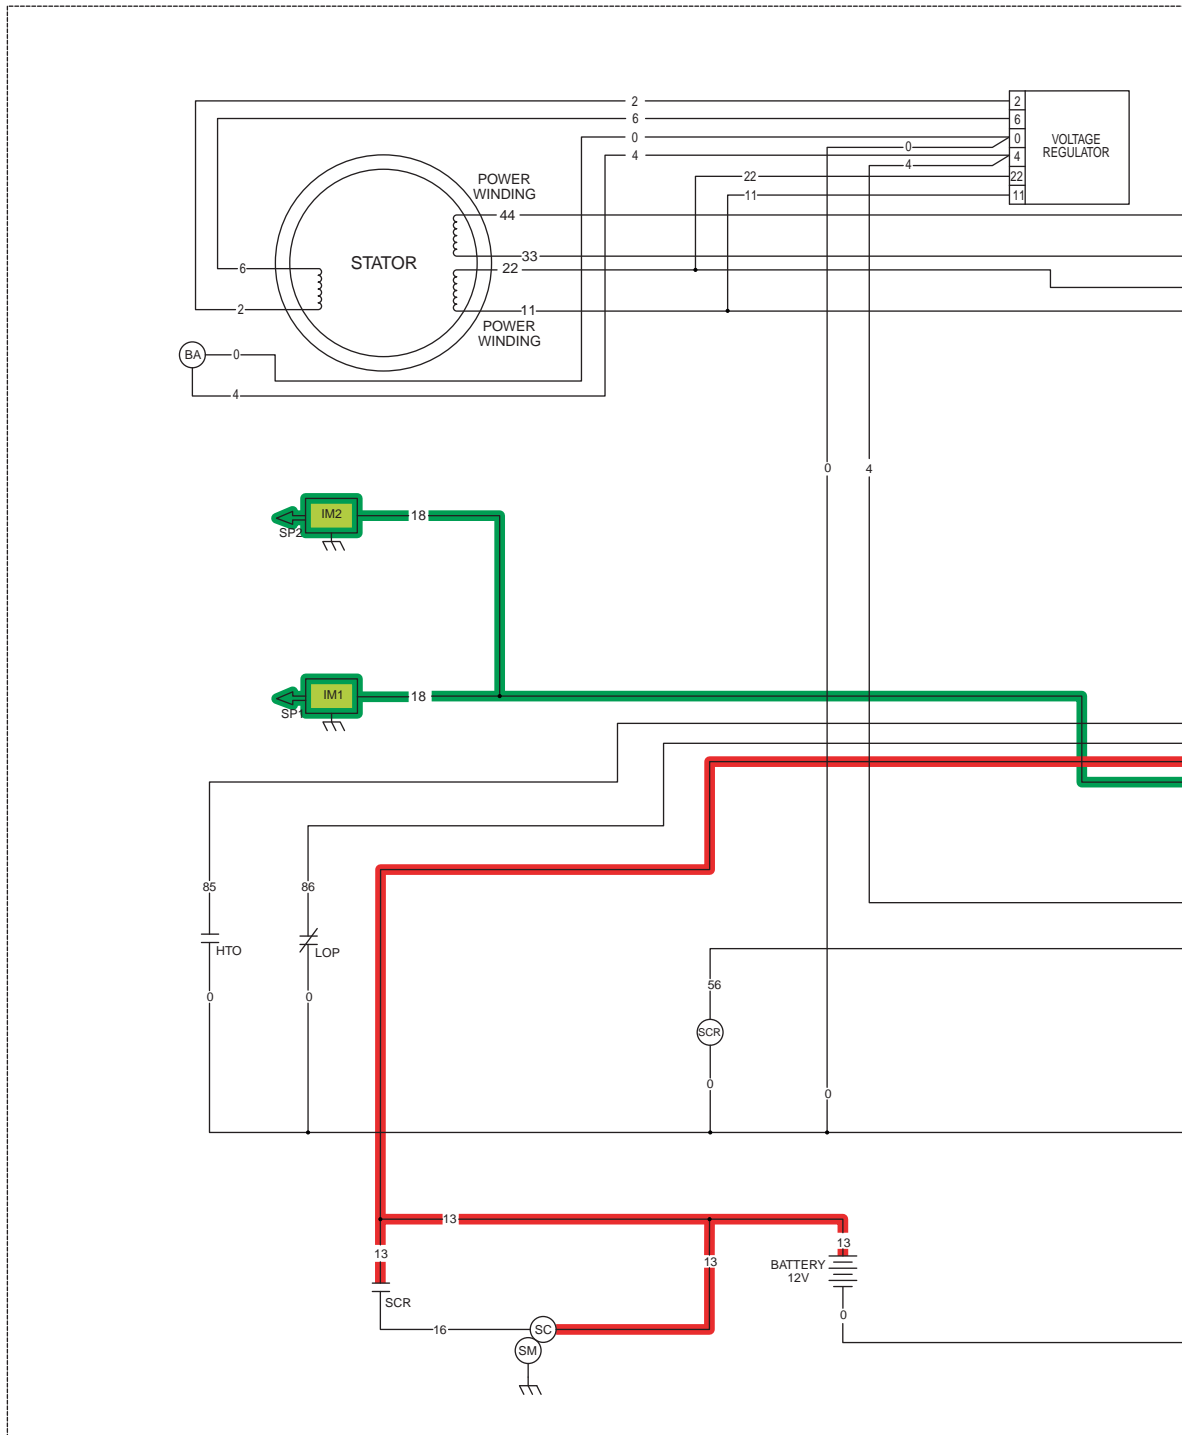 2
2
6
6
0
0
0
VOLTAGE
REGULATOR
4
4
4
22
22
11
11
POWER
WINDING
44
33
22
11
STATOR
6
2
POWER
WINDING
BA
0
4
0
4
IM2
18
SP2
IM1
18
SP1
85
86
HTO
LOP
0
0
56
SCR
0
0
13
13
13
13
BATTERY
12V
SCR
0
16
SC
SM